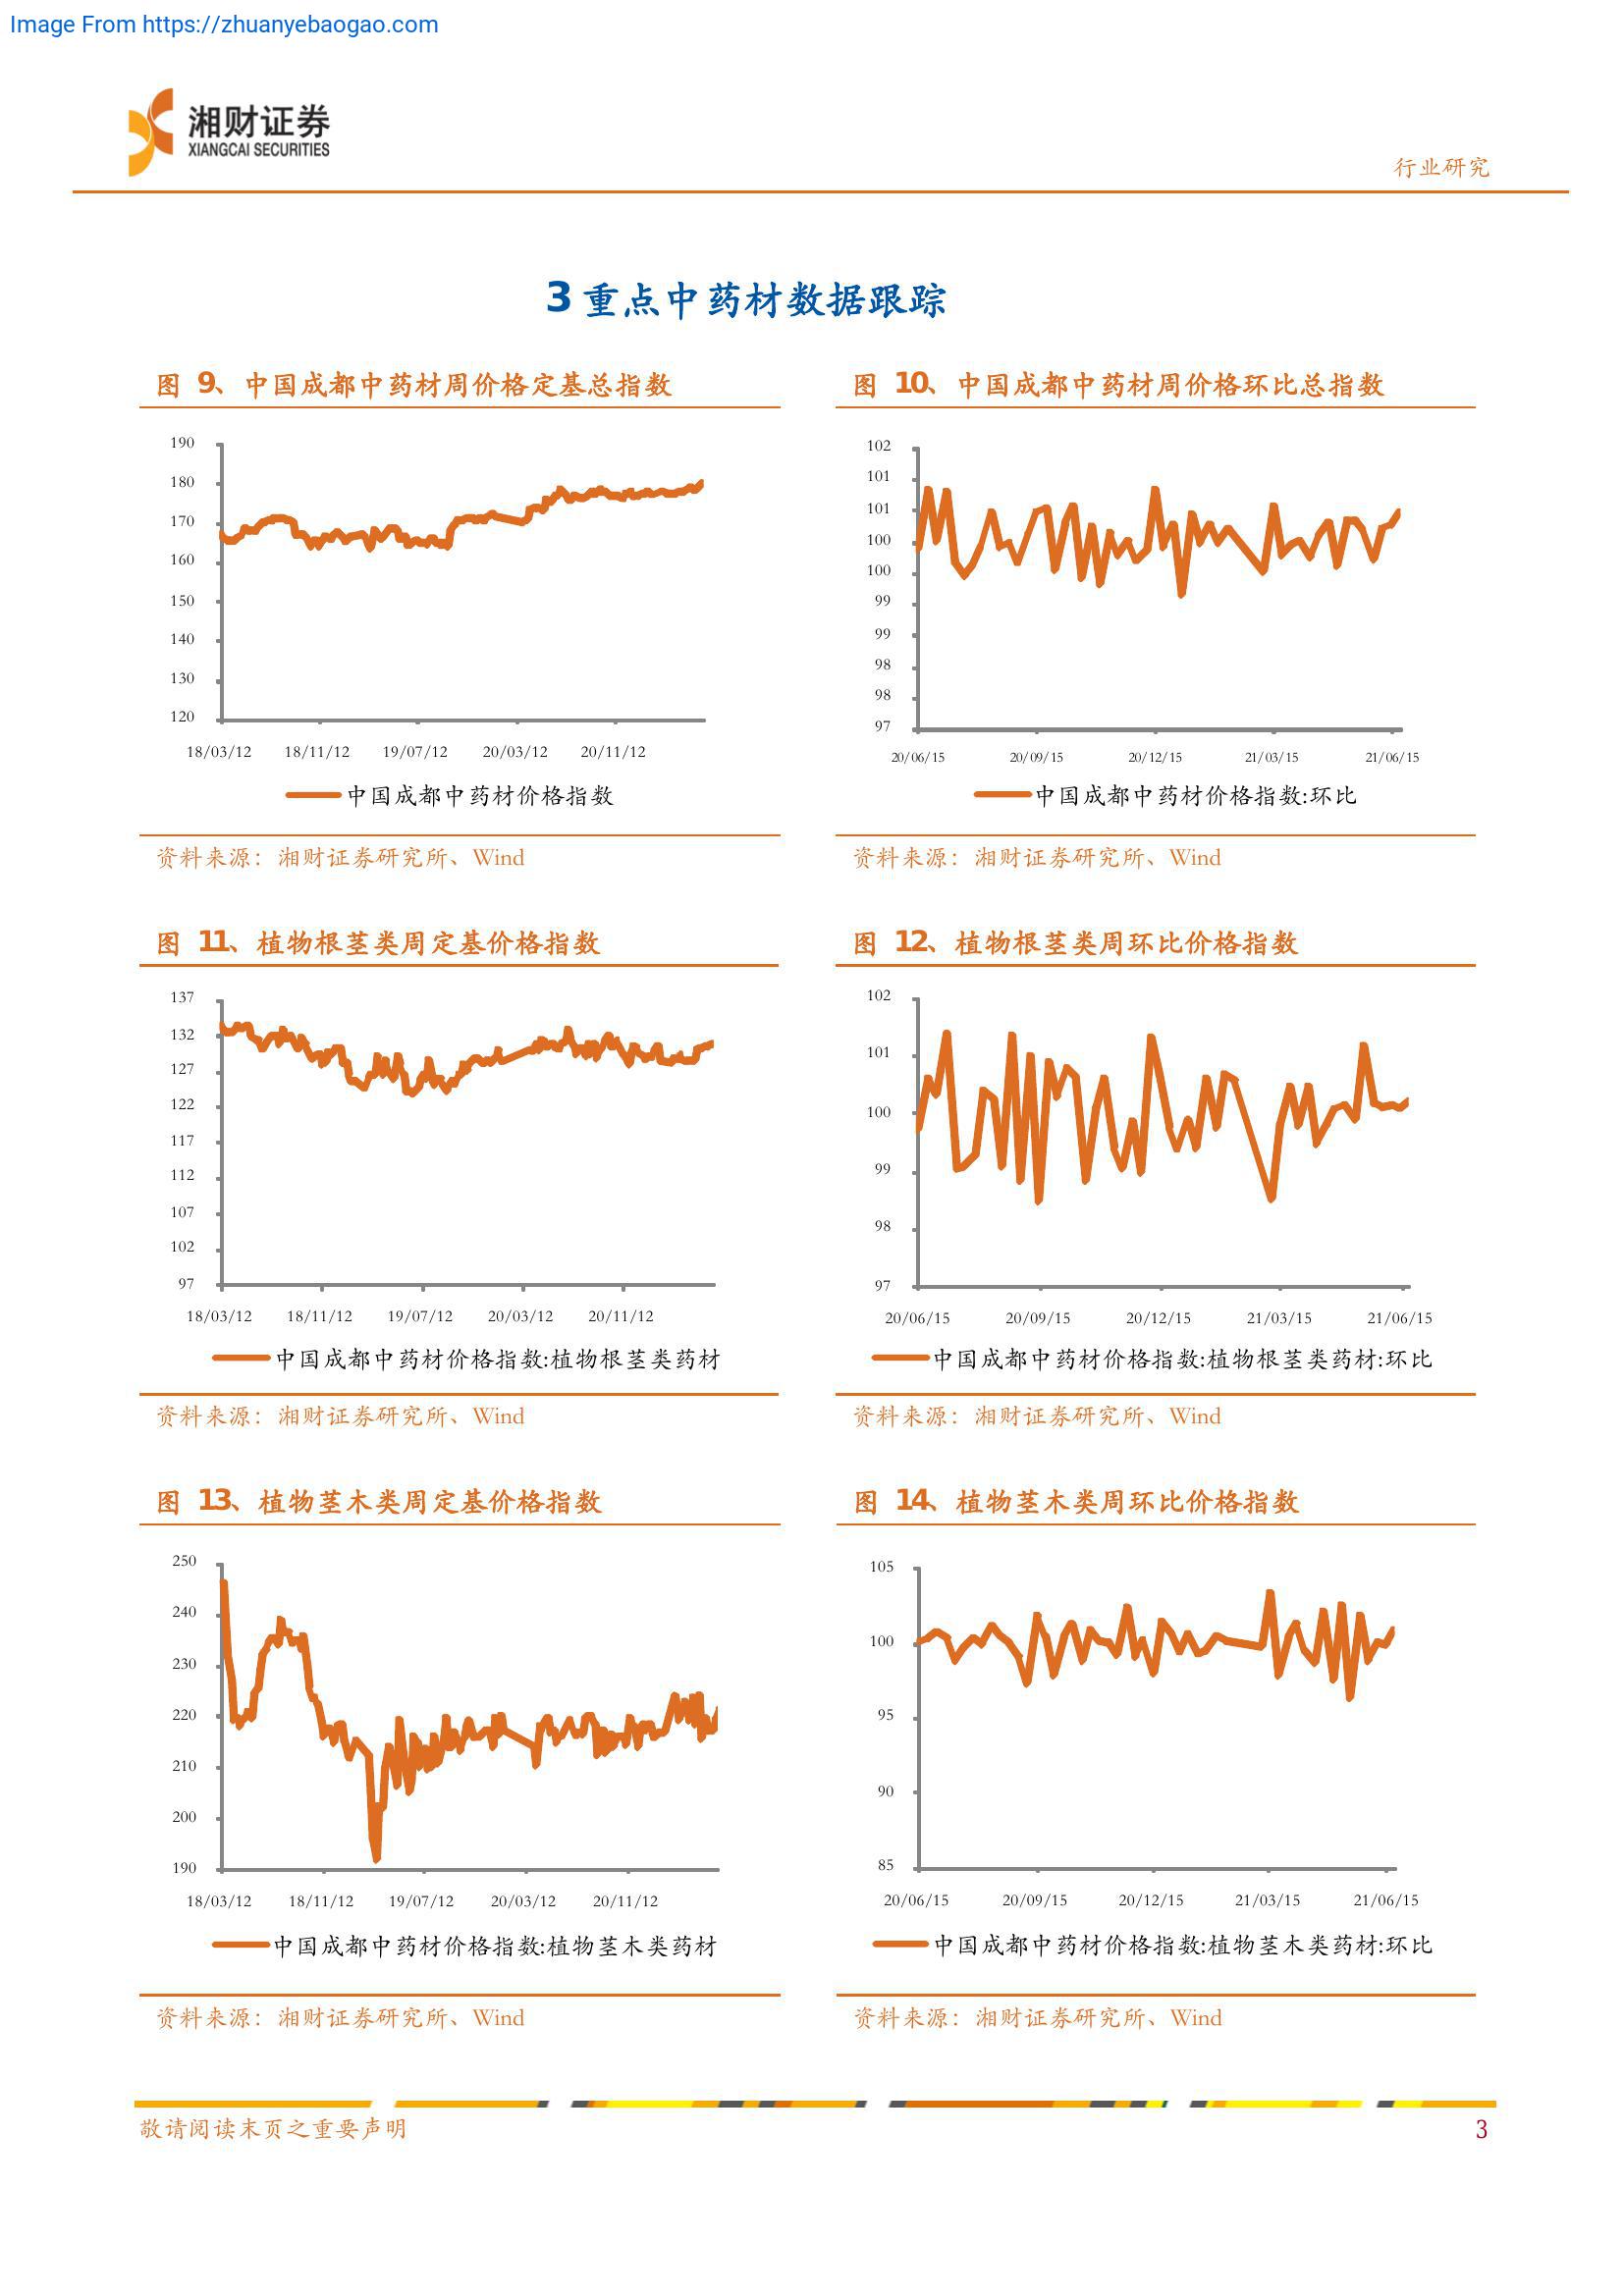 Image From https://zhuanyebaogao.com
湘财证券
XIANGCAI SECURITIES
行业研究
3 重点中药材数据跟踪
图 9、中国成都中药材周价格定基总指数
190
180
170
160
150
140
130
120
18/03/12 18/11/12 19/07/12 20/03/12 20/11/12
中国成都中药材价格指数
资料来源：湘财证券研究所、Wind
图 10、中国成都中药材周价格环比总指数
102
101
101
100
100
99
99
98
98
97
20/06/15 20/09/15 20/12/15 21/03/15 21/06/15
中国成都中药材价格指数:环比
资料来源：湘财证券研究所、Wind
图 11、植物根茎类周定基价格指数
137
132
127
122
117
112
107
102
97
18/03/12 18/11/12 19/07/12 20/03/12 20/11/12
中国成都中药材价格指数:植物根茎类药材
资料来源：湘财证券研究所、Wind
图 12、植物根茎类周环比价格指数
102
101
100
99
98
97
20/06/15 20/09/15 20/12/15 21/03/15 21/06/15
中国成都中药材价格指数:植物根茎类药材:环比
资料来源：湘财证券研究所、Wind
图 13、植物茎木类周定基价格指数
250
240
230
220
210
200
190
18/03/12 18/11/12 19/07/12 20/03/12 20/11/12
中国成都中药材价格指数:植物茎木类药材
资料来源：湘财证券研究所、Wind
图 14、植物茎木类周环比价格指数
105
100
95
90
85
20/06/15 20/09/15 20/12/15 21/03/15 21/06/15
中国成都中药材价格指数:植物茎木类药材:环比
资料来源：湘财证券研究所、Wind
敬请阅读末页之重要声明
3